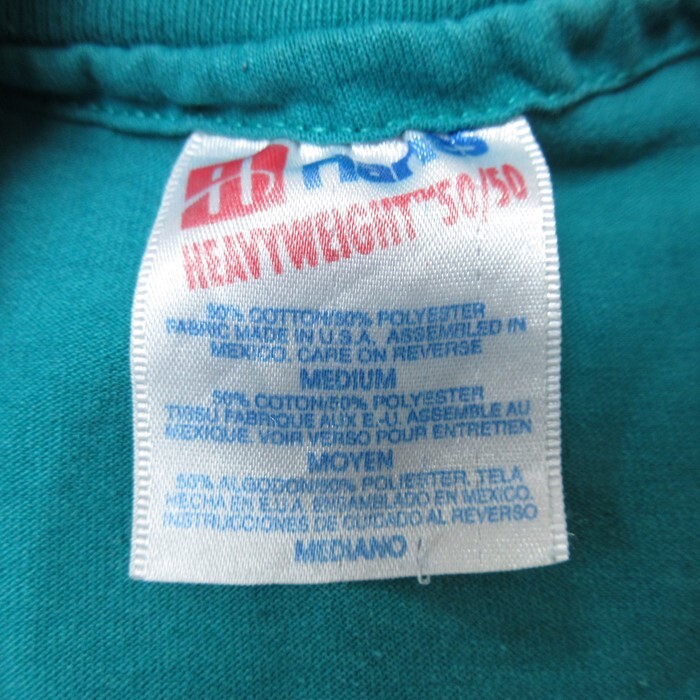 H Hanes
HEAVYWEIGHT™ 50/50
50% COTTON/50% POLYESTER
FABRIC MADE IN U.S.A. ASSEMBLED IN
MEXICO. CARE ON REVERSE
MEDIUM
50% COTON/50% POLYESTER
TISSU FABRIQUE AUX E.-U. ASSEMBLE AU
MEXIQUE. VOIR VERSO POUR ENTRETIEN
MOYEN
50% ALGODON/50% POLIESTER. TELA
HECHA EN E.U.A. ENSAMBLADO EN MEXICO.
INSTRUCCIONES DE CUIDADO AL REVERSO
MEDIANO